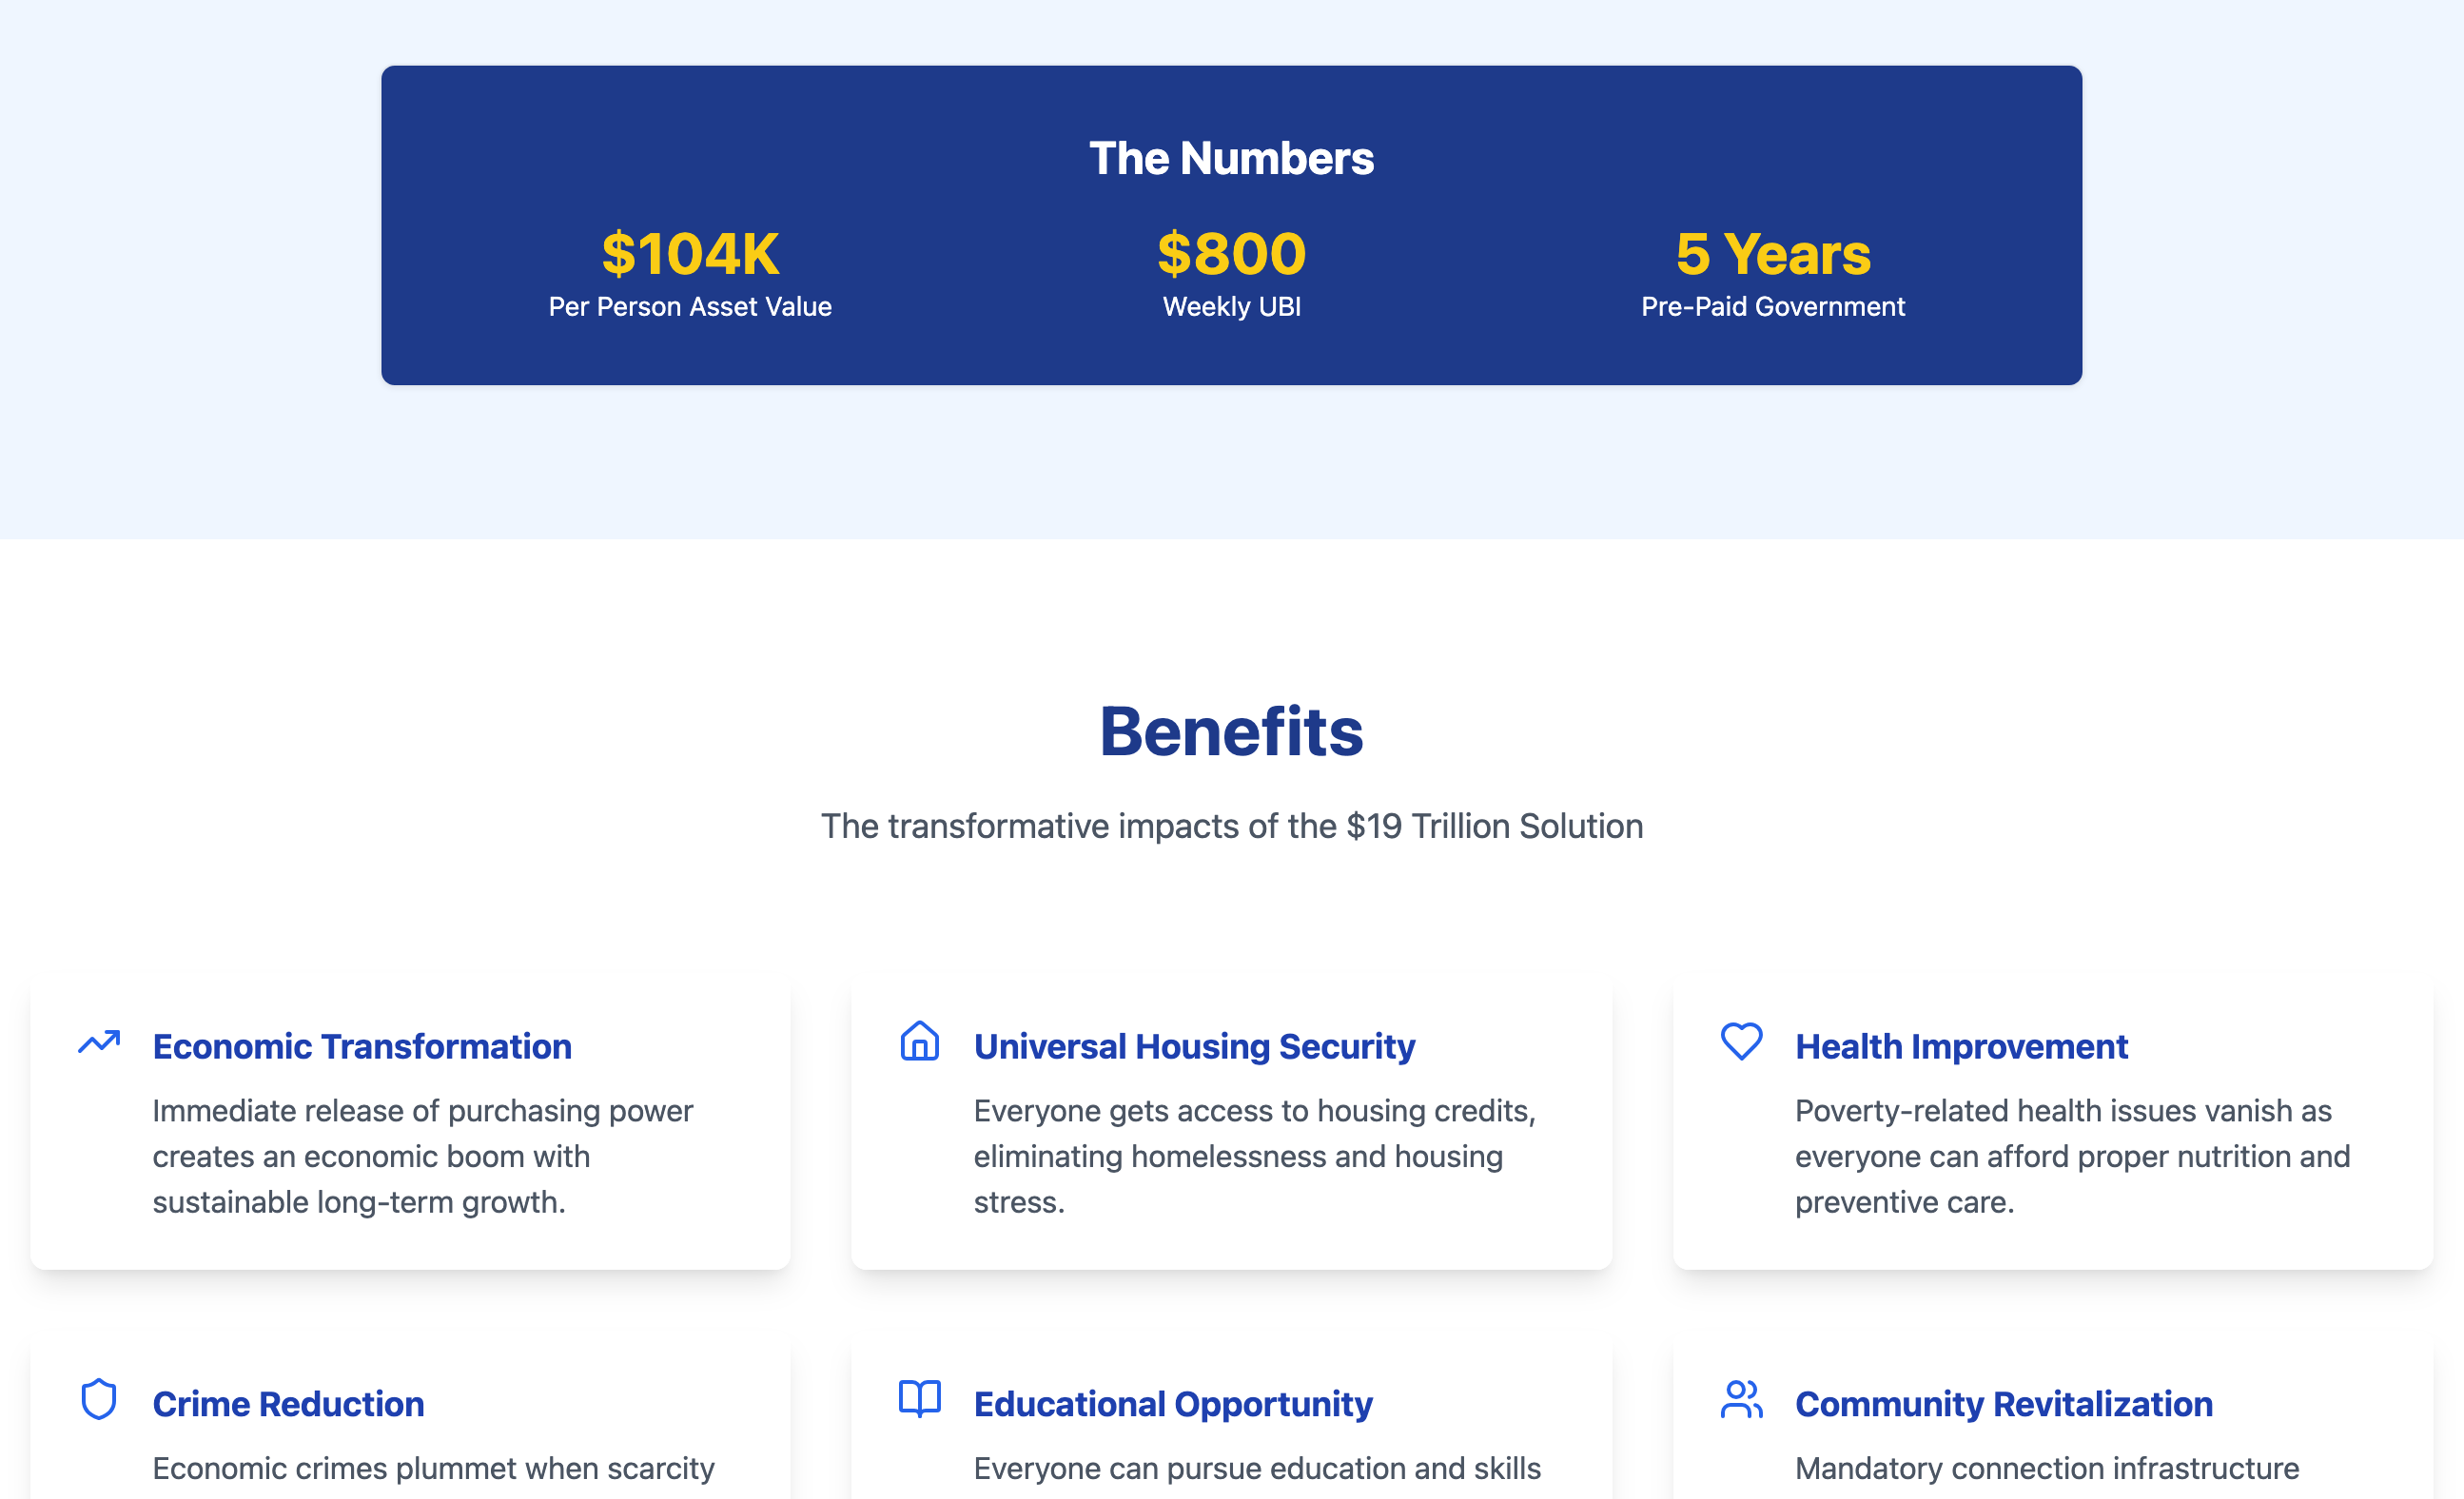 The Numbers
$104K
Per Person Asset Value
$800
Weekly UBI
5 Years
Pre-Paid Government
Benefits
The transformative impacts of the $19 Trillion Solution
Economic Transformation
Immediate release of purchasing power
creates an economic boom with
sustainable long-term growth.
Universal Housing Security
Everyone gets access to housing credits,
eliminating homelessness and housing
stress.
Health Improvement
Poverty-related health issues vanish as
everyone can afford proper nutrition and
preventive care.
Crime Reduction
Economic crimes plummet when scarcity
Educational Opportunity
Everyone can pursue education and skills
Community Revitalization
Mandatory connection infrastructure